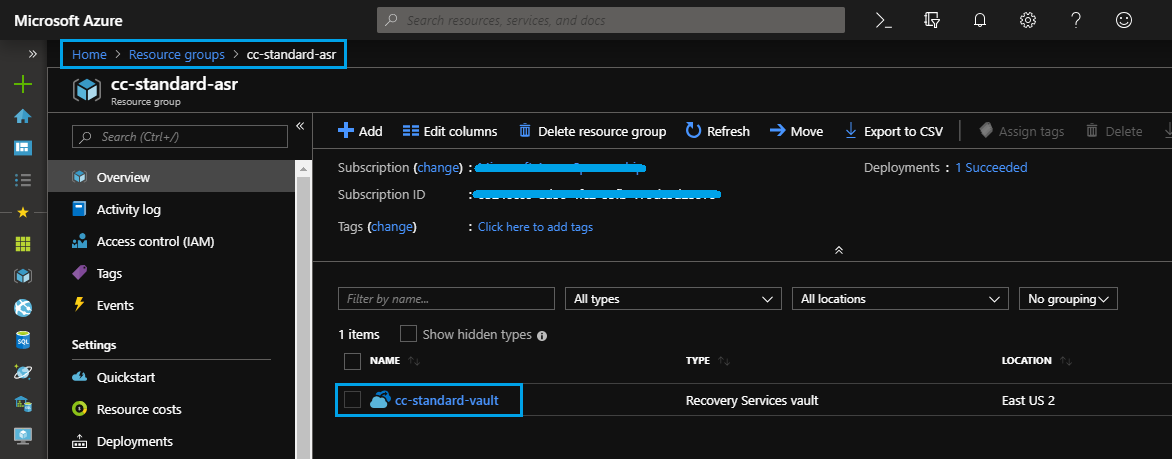 Microsoft Azure
Search resources, services, and docs
Home > Resource groups > cc-standard-asr
cc-standard-asr
Resource group
Search (Ctrl+/)
Overview
Activity log
Access control (IAM)
Tags
Events
Settings
Quickstart
Resource costs
Deployments
Add Edit columns Delete resource group Refresh Move Export to CSV Assign tags Delete
Subscription (change) :
Deployments : 1 Succeeded
Subscription ID :
Tags (change) : Click here to add tags
Filter by name... All types All locations No grouping
1 items Show hidden types
NAME TYPE LOCATION
cc-standard-vault Recovery Services vault East US 2